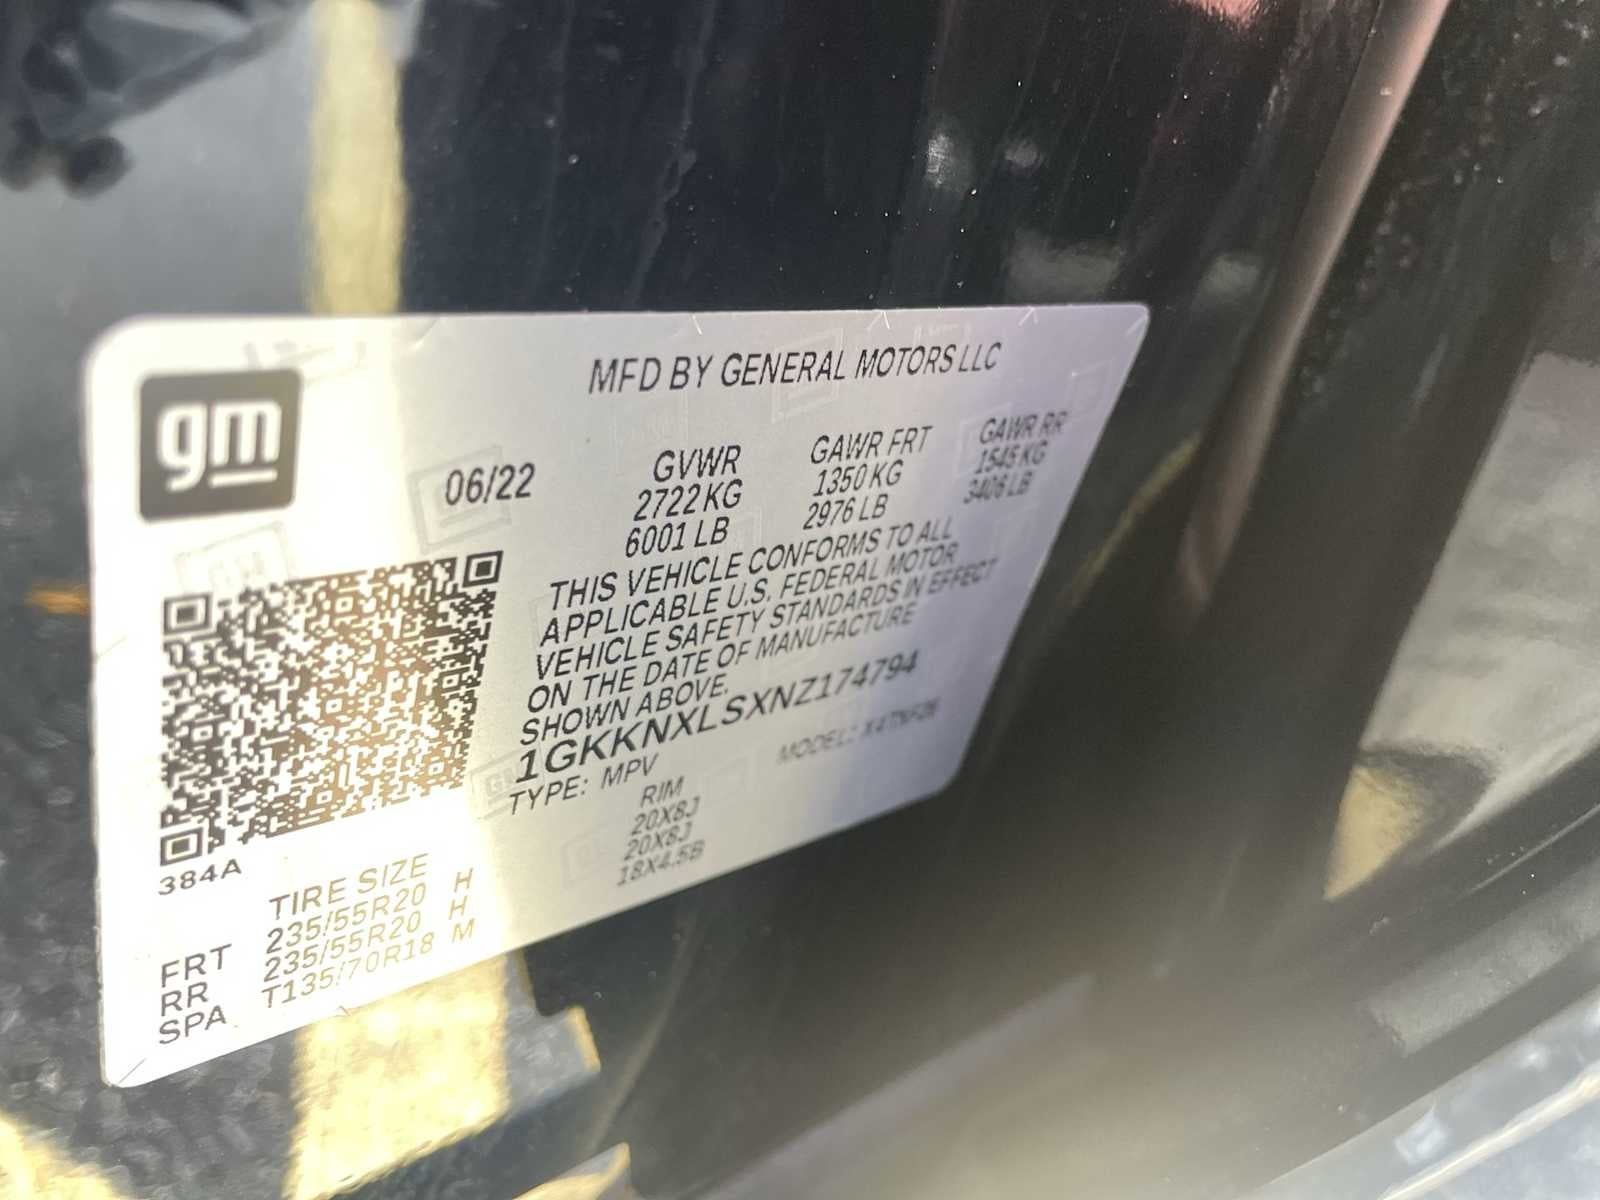 MFD BY GENERAL MOTORS LLC
gm
06/22
GVWR
2722 KG
6001 LB
GAWR FRT
1350 KG
2976 LB
GAWR RR
1545 KG
3406 LB
THIS VEHICLE CONFORMS TO ALL
APPLICABLE U.S. FEDERAL MOTOR
VEHICLE SAFETY STANDARDS IN EFFECT
ON THE DATE OF MANUFACTURE
SHOWN ABOVE.
1GKKNXLSXNZ174794
TYPE: MPV
MODEL:
384A
TIRE SIZE
RIM
FRT 235/55R20 H 20X8J
RR 235/55R20 H 20X8J
SPA T135/70R18 M 18X4.5B